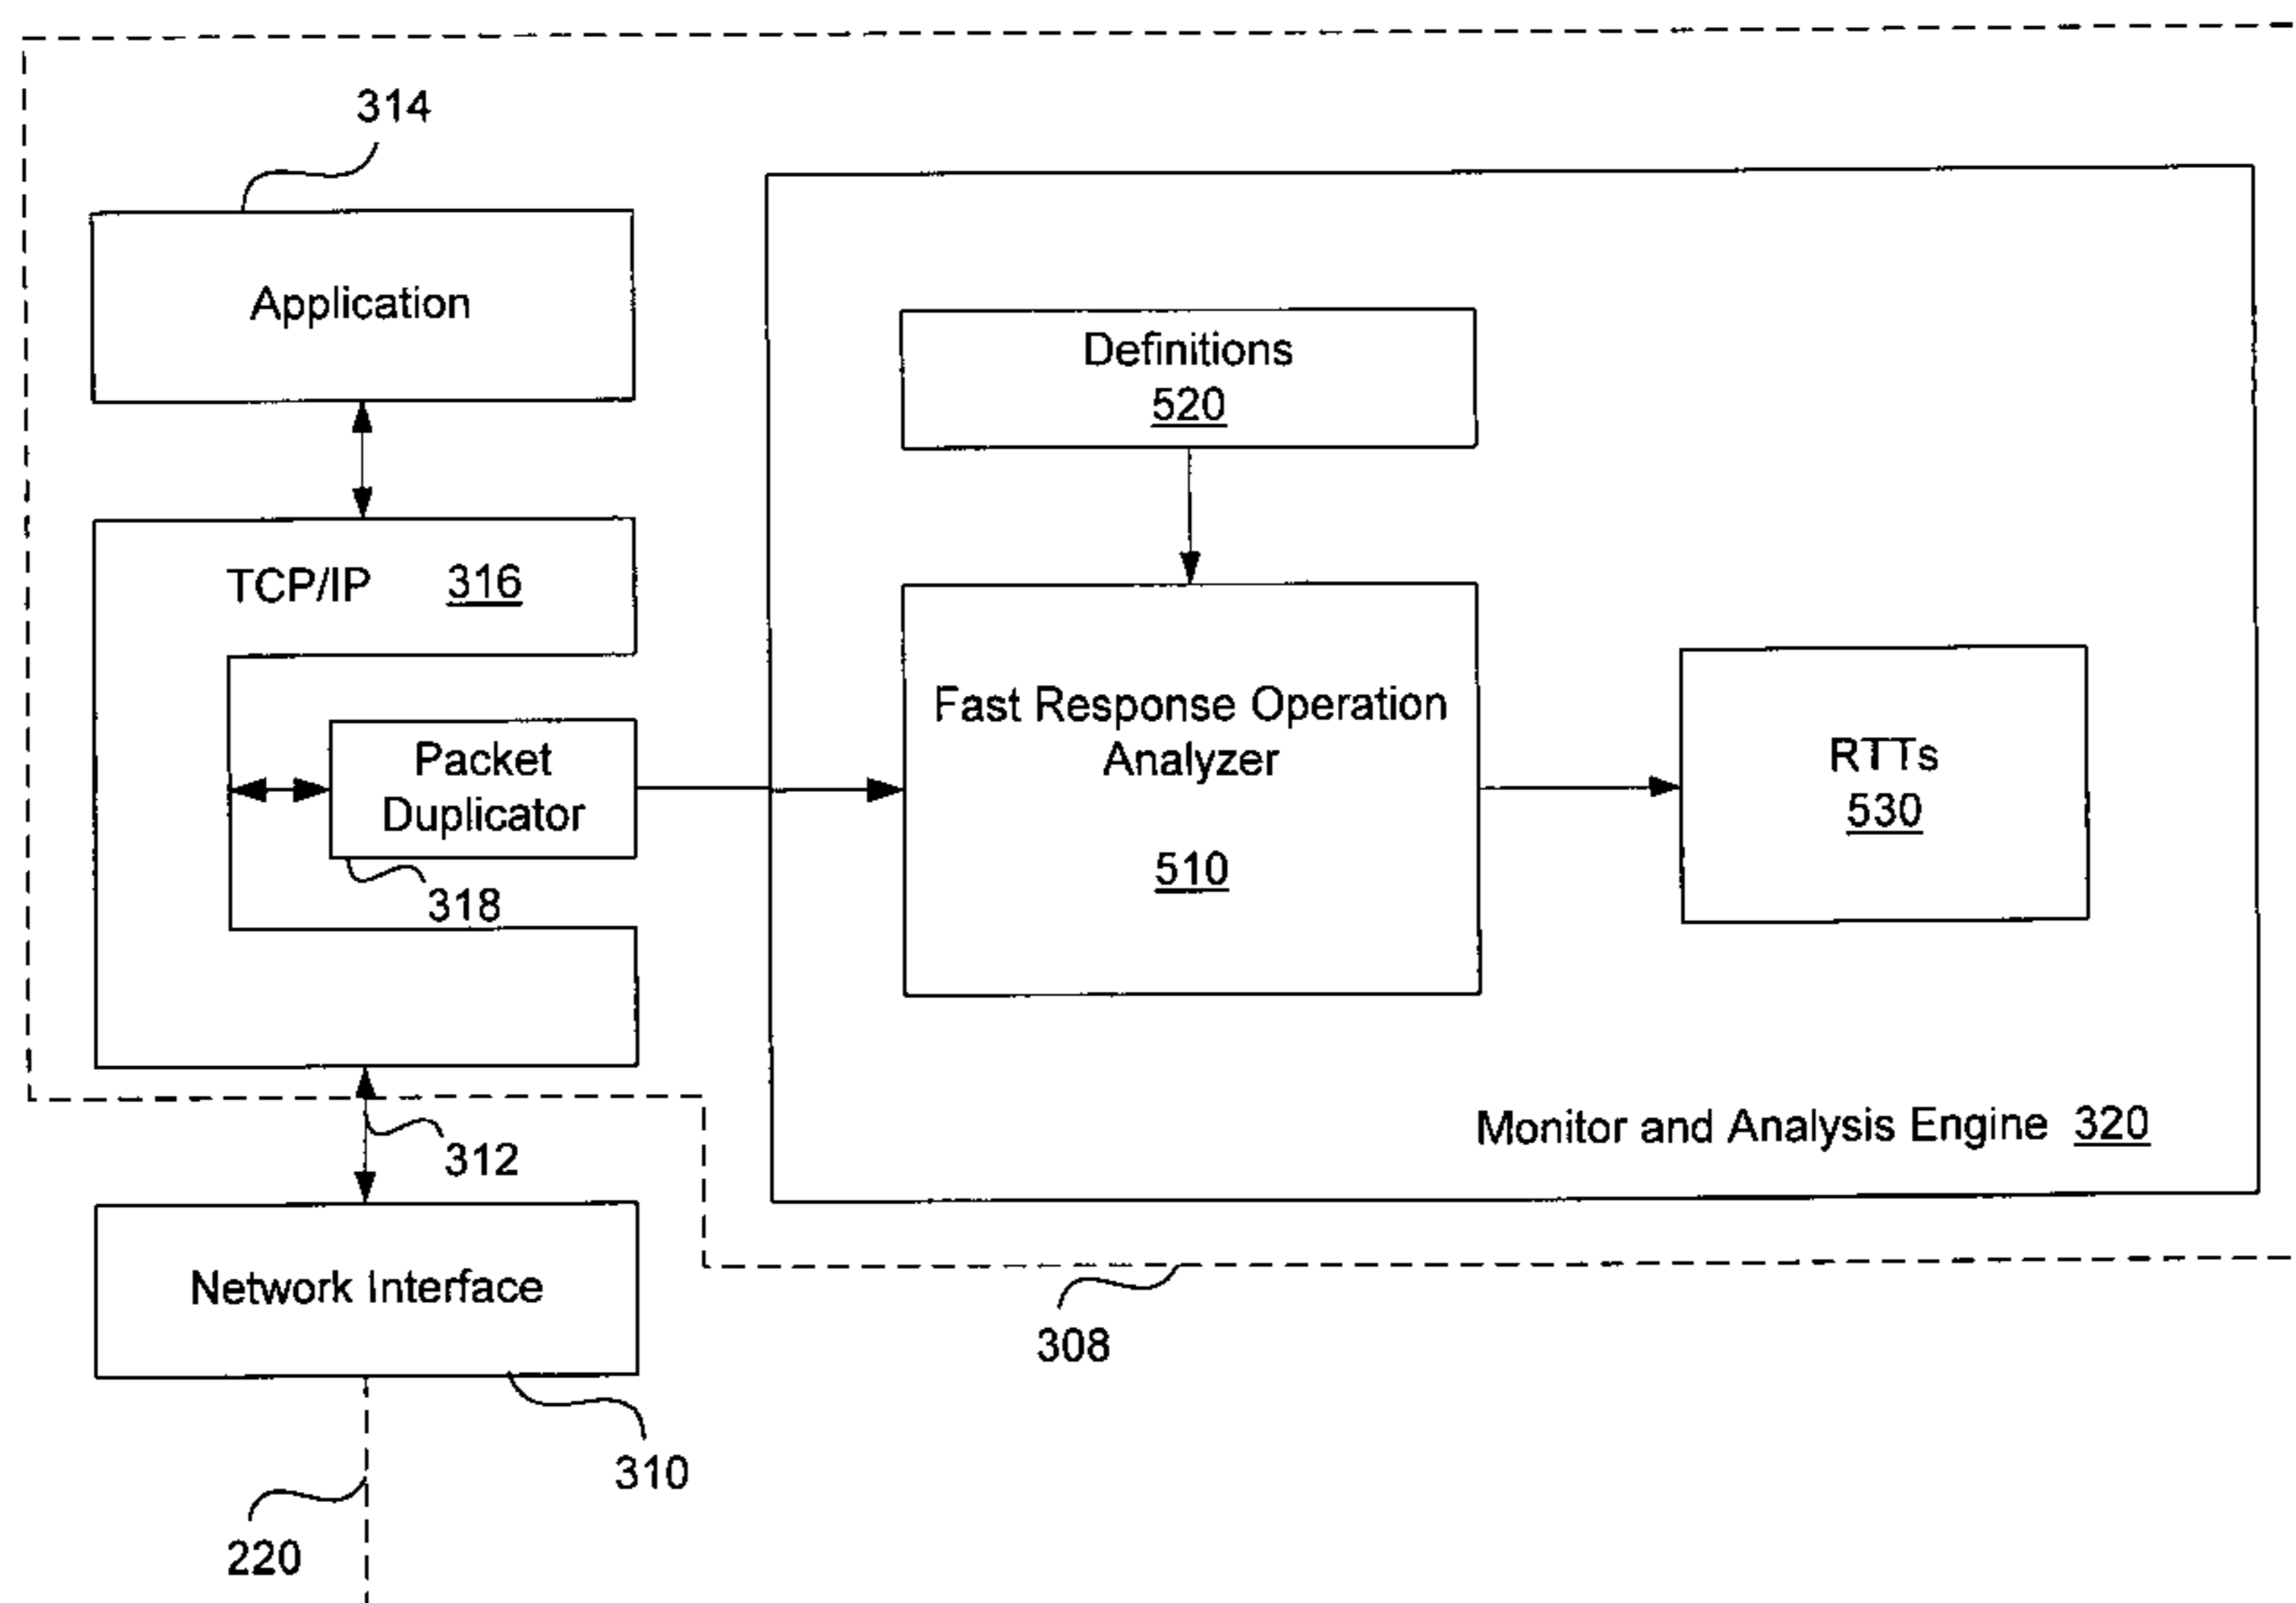 314
Application
TCP/IP 316
Packet
Duplicator
318
312
Network Interface
310
220
Definitions
520
Fast Response Operation
Analyzer
510
RTTs
530
Monitor and Analysis Engine 320
308